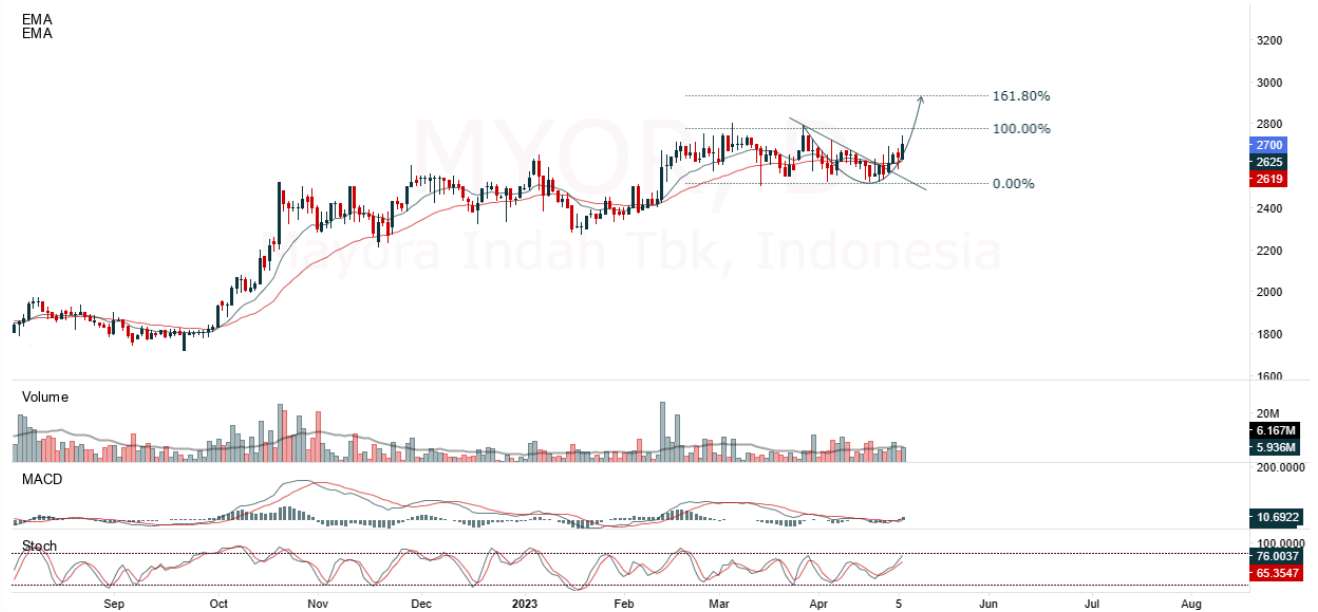 EMA
EMA
MYOR, D
Mayora Indah Tbk, Indonesia
3200
3000
2800
2700
2625
2619
2400
2200
2000
1800
1600
161.80%
100.00%
0.00%
Volume
20M
6.167M
5.936M
200.0000
MACD
10.6922
Stoch
100.0000
76.0037
65.3547
Sep Oct Nov Dec 2023 Feb Mar Apr 5 Jun Jul Aug